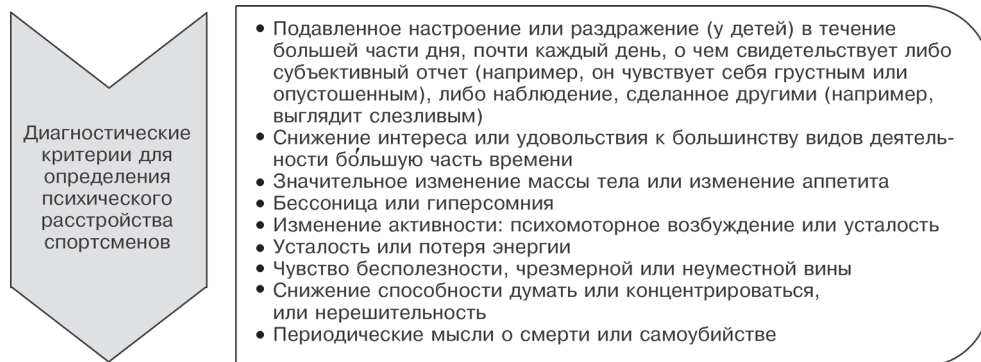 Диагностические
критерии для
определения
психического
расстройства
спортсменов
• Подавленное настроение или раздражение (у детей) в течение
большей части дня, почти каждый день, о чем свидетельствует либо
субъективный отчет (например, он чувствует себя грустным или
опустошенным), либо наблюдение, сделанное другими (например,
выглядит слезливым)
• Снижение интереса или удовольствия к большинству видов деятель-
ности бо́льшую часть времени
• Значительное изменение массы тела или изменение аппетита
• Бессоница или гиперсомния
• Изменение активности: психомоторное возбуждение или усталость
• Усталость или потеря энергии
• Чувство бесполезности, чрезмерной или неуместной вины
• Снижение способности думать или концентрироваться,
или нерешительность
• Периодические мысли о смерти или самоубийстве